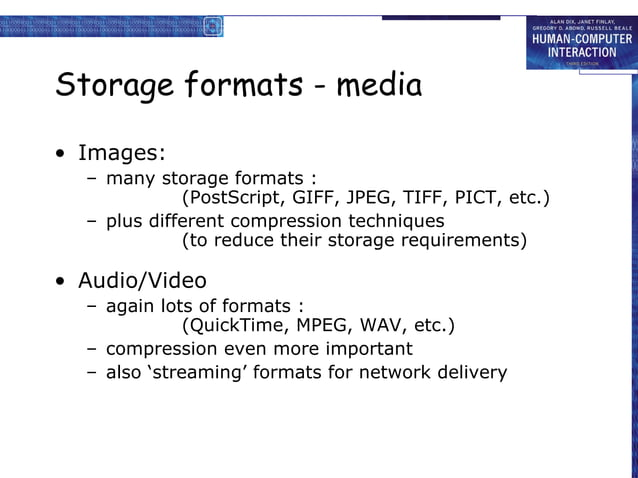 ALAN DIX, JANET FINLAY,
GREGORY D. ABOWD, RUSSELL BEALE
HUMAN-COMPUTER
INTERACTION
THIRD EDITION
Storage formats - media
• Images:
– many storage formats :
(PostScript, GIFF, JPEG, TIFF, PICT, etc.)
– plus different compression techniques
(to reduce their storage requirements)
• Audio/Video
– again lots of formats :
(QuickTime, MPEG, WAV, etc.)
– compression even more important
– also ‘streaming’ formats for network delivery